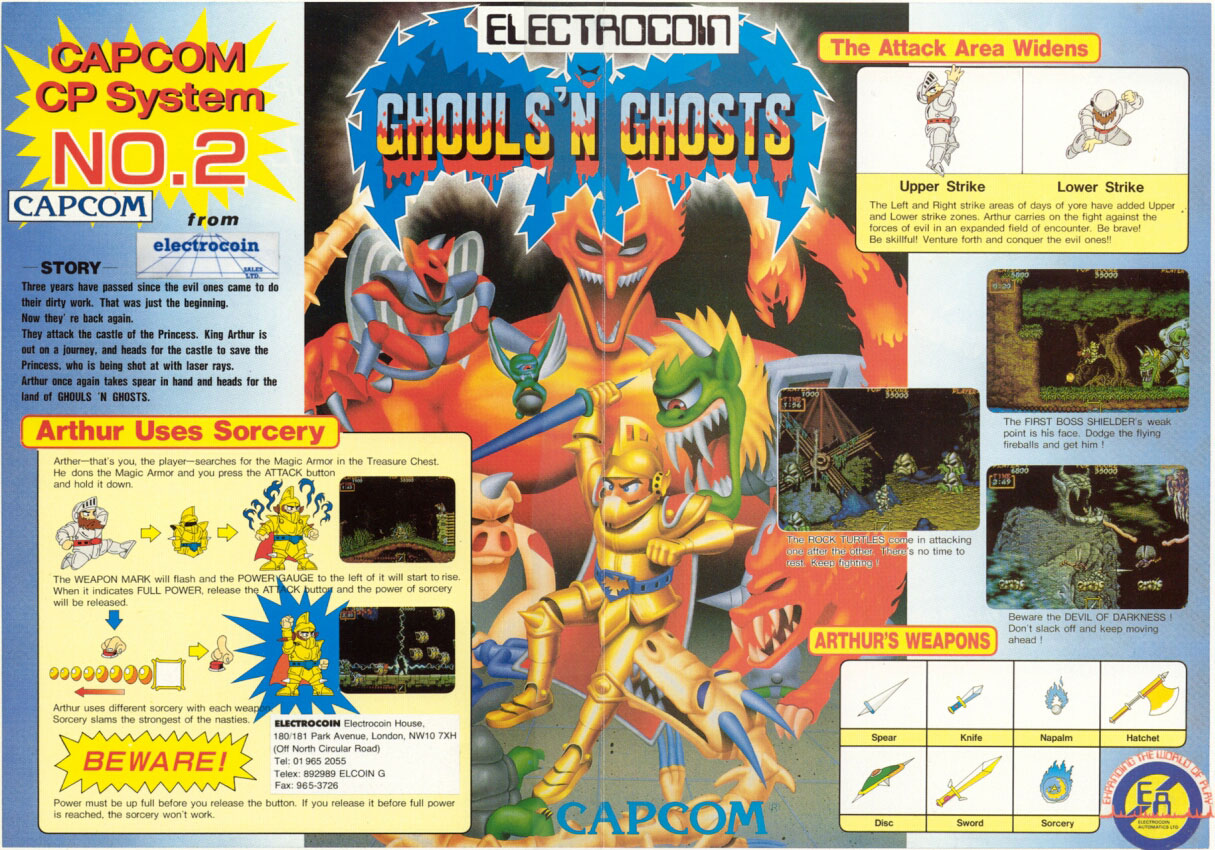 ELECTROCOIN
CAPCOM
CP System
NO.2
CAPCOM
from
electrocoin
SALES
LTD.
STORY
Three years have passed since the evil ones came to do
their dirty work. That was just the beginning.
Now they' re back again.
They attack the castle of the Princess. King Arthur is
out on a journey, and heads for the castle to save the
Princess. who is being shot at with laser rays.
Arthur once again takes spear in hand and heads for the
land of GHOULS 'N GHOSTS.
GHOULS 'N GHOSTS
Arthur Uses Sorcery
Arther—that's you, the player—searches for the Magic Armor in the Treasure Chest.
He dons the Magic Armor and you press the ATTACK button
and hold it down.
The WEAPON MARK will flash and the POWER GAUGE to the left of it will start to rise.
When it indicates FULL POWER, release the ATTACK button and the power of sorcery
will be released.
Arthur uses different sorcery with each weapon
Sorcery slams the strongest of the nasties.
BEWARE!
Power must be up full before you release the button. If you release it before full power
is reached, the sorcery won't work.
ELECTROCOIN Electrocoin House,
180/181 Park Avenue, London, NW10 7XH
(Off North Circular Road)
Tel: 01 965 2055
Telex: 892989 ELCOIN G
Fax: 965-3726
CAPCOM
The Attack Area Widens
Upper Strike
Lower Strike
The Left and Right strike areas of days of yore have added Upper
and Lower strike zones. Arthur carries on the fight against the
forces of evil in an expanded field of encounter. Be brave!
Be skillful! Venture forth and conquer the evil ones!!
The FIRST BOSS SHIELDER's weak
point is his face. Dodge the flying
fireballs and get him !
The ROCK TURTLES come in attacking
one after the other. There's no time to
rest. Keep fighting !
Beware the DEVIL OF DARKNESS !
Don't slack off and keep moving
ahead !
ARTHUR'S WEAPONS
Spear
Knife
Napalm
Hatchet
Disc
Sword
Sorcery
EXPANDING THE WORLD OF PLAY
ELECTROCOIN
AUTOMATICS LTD